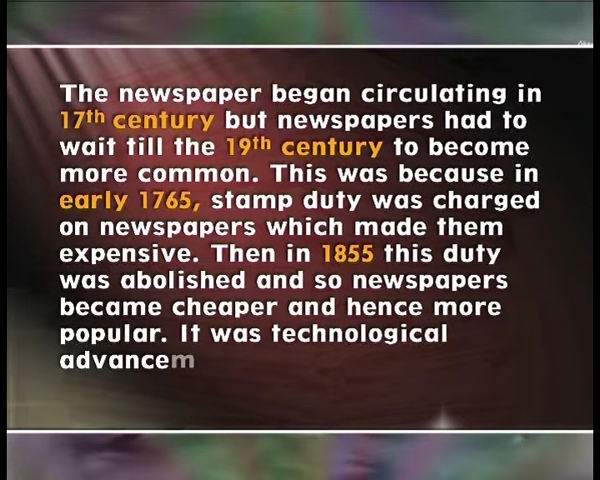 The newspaper began circulating in
17th century but newspapers had to
wait till the 19th century to become
more common. This was because in
early 1765, stamp duty was charged
on newspapers which made them
expensive. Then in 1855 this duty
was abolished and so newspapers
became cheaper and hence more
popular. It was technological
advancem